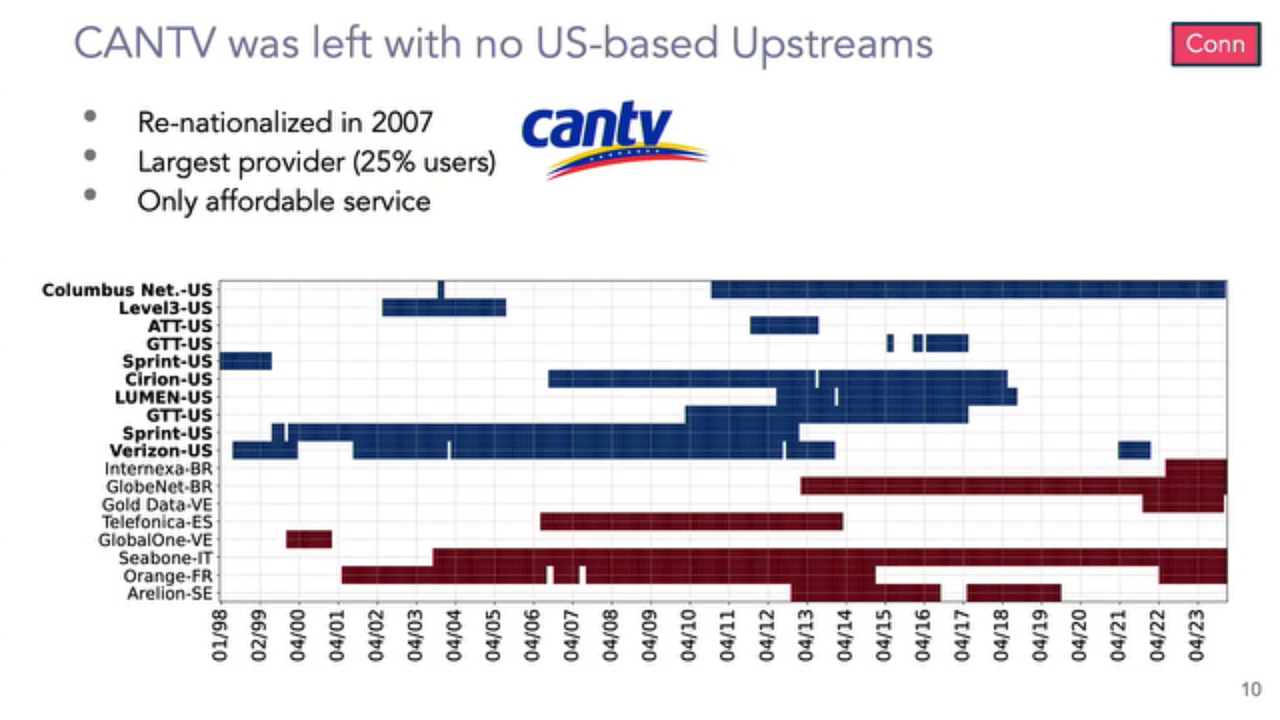 CANTV was left with no US-based Upstreams
Conn
• Re-nationalized in 2007
• Largest provider (25% users)
• Only affordable service
cantv
Columbus Net.-US
Level3-US
ATT-US
GTT-US
Sprint-US
Cirion-US
LUMEN-US
GTT-US
Sprint-US
Verizon-US
Internexa-BR
GlobeNet-BR
Gold Data-VE
Telefonica-ES
GlobalOne-VE
Seabone-IT
Orange-FR
Arelion-SE
01/98
02/99
04/00
04/01
04/02
04/03
04/04
04/05
04/06
04/07
04/08
04/09
04/10
04/11
04/12
04/13
04/14
04/15
04/16
04/17
04/18
04/19
04/20
04/21
04/22
04/23
10